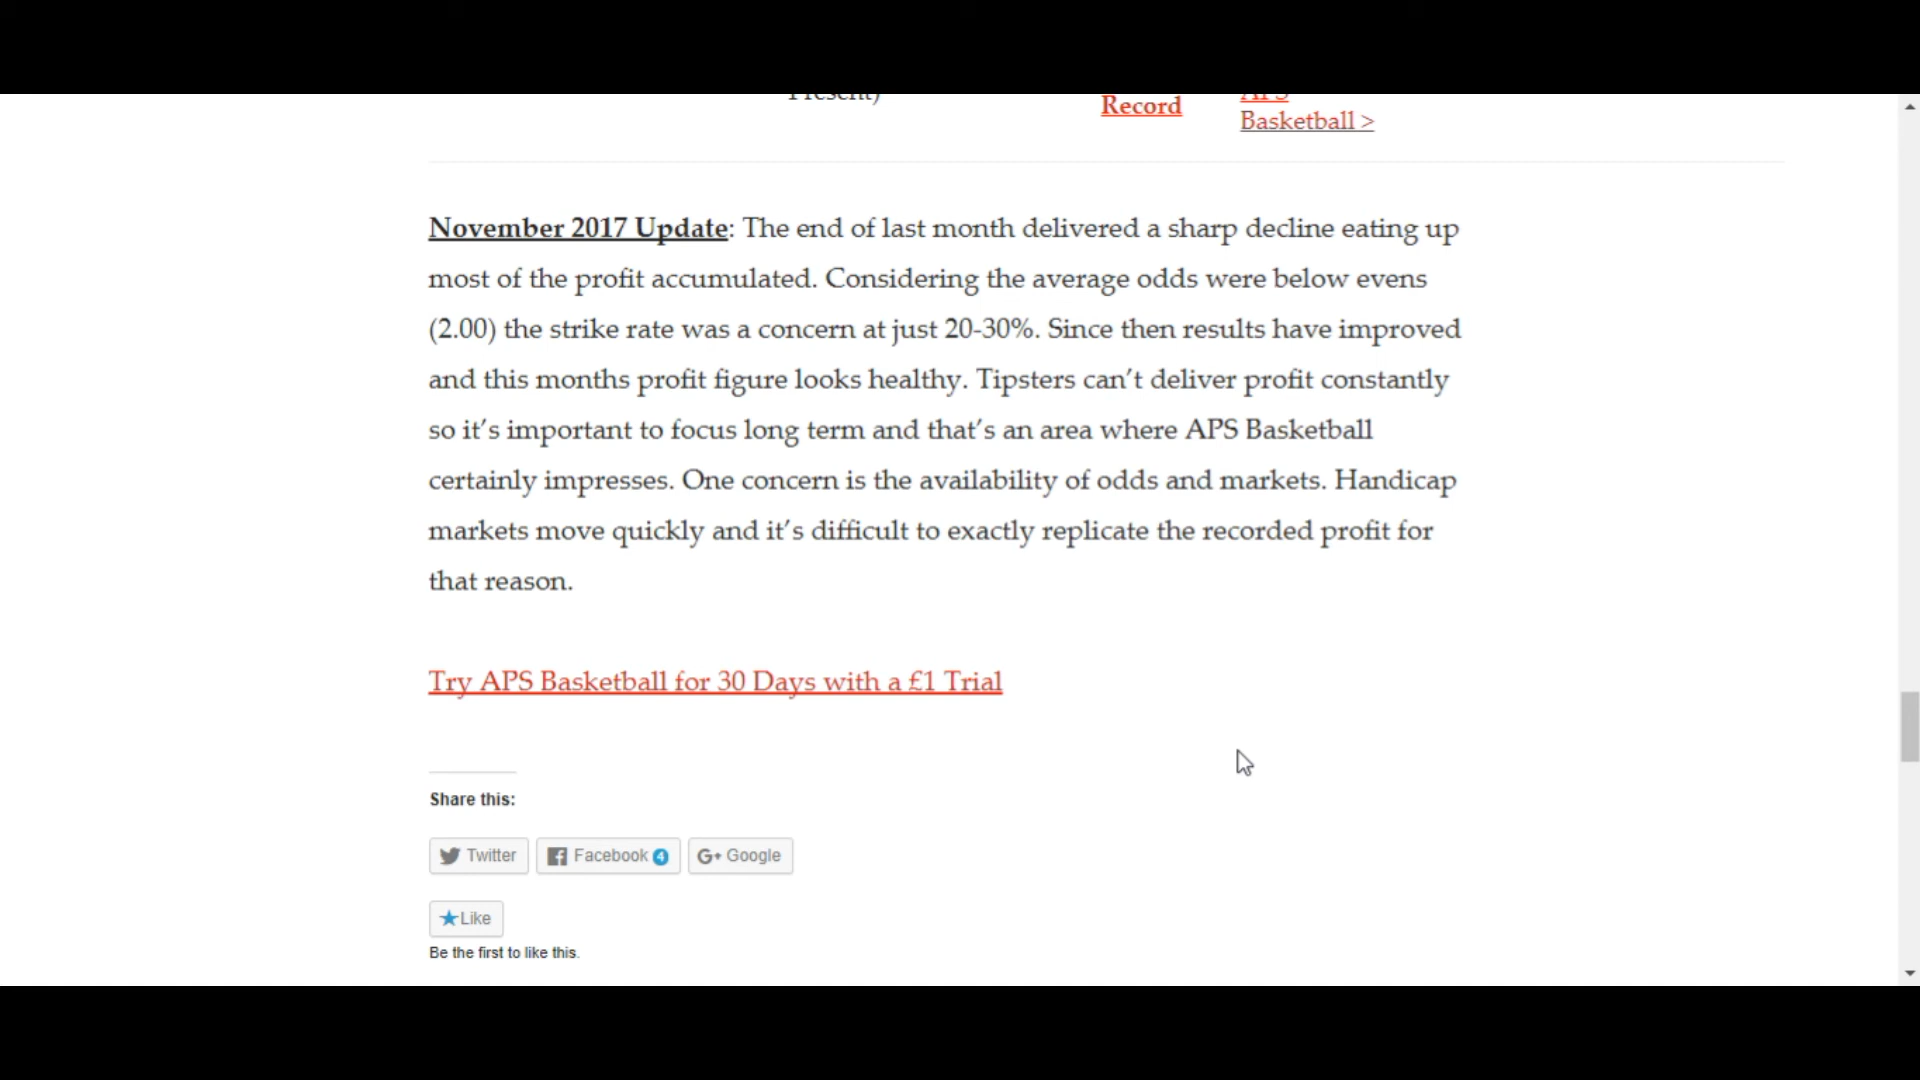 Present)
Record
APS
Basketball >
November 2017 Update: The end of last month delivered a sharp decline eating up
most of the profit accumulated. Considering the average odds were below evens
(2.00) the strike rate was a concern at just 20-30%. Since then results have improved
and this months profit figure looks healthy. Tipsters can’t deliver profit constantly
so it’s important to focus long term and that’s an area where APS Basketball
certainly impresses. One concern is the availability of odds and markets. Handicap
markets move quickly and it’s difficult to exactly replicate the recorded profit for
that reason.
Try APS Basketball for 30 Days with a £1 Trial
Share this:
Twitter Facebook 4 G+ Google
Like
Be the first to like this.